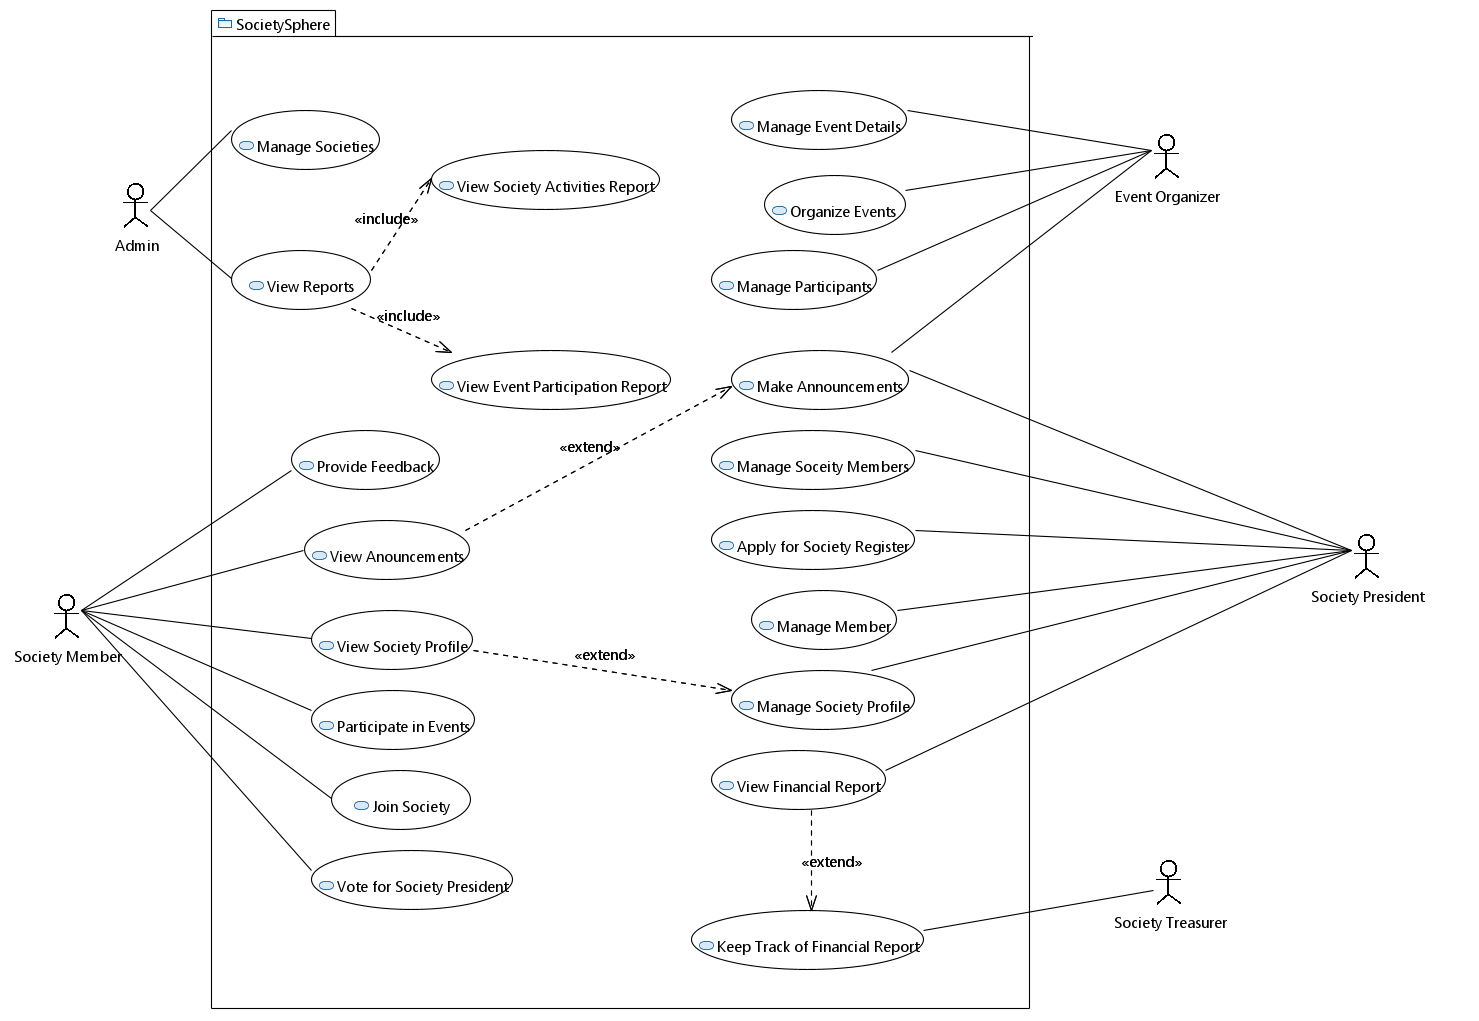 SocietySphere
Manage Societies
View Society Activities Report
«include»
Admin
View Reports
«include»
View Event Participation Report
Manage Event Details
Event Organizer
Organize Events
Manage Participants
Make Announcements
«extend»
Provide Feedback
Manage Soceity Members
View Anouncements
Apply for Society Register
Society President
Society Member
View Society Profile
«extend»
Manage Member
Manage Society Profile
Participate in Events
View Financial Report
Join Society
«extend»
Vote for Society President
Society Treasurer
Keep Track of Financial Report